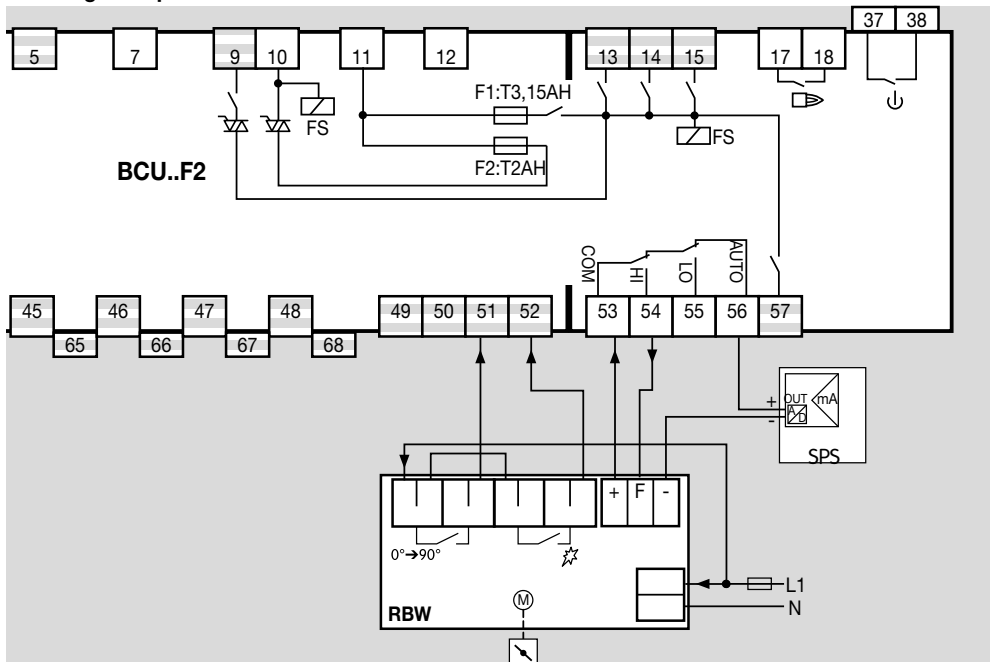 37 38
5 7 9 10 11 12 13 14 15 17 18
F1:T3,15AH
FS
FS
F2:T2AH
BCU..F2
COM HI LO AUTO
45 46 47 48 49 50 51 52 53 54 55 56 57
65 66 67 68
+ OUT mA
- A D
SPS
+ F -
0°→90°
L1
M
N
RBW